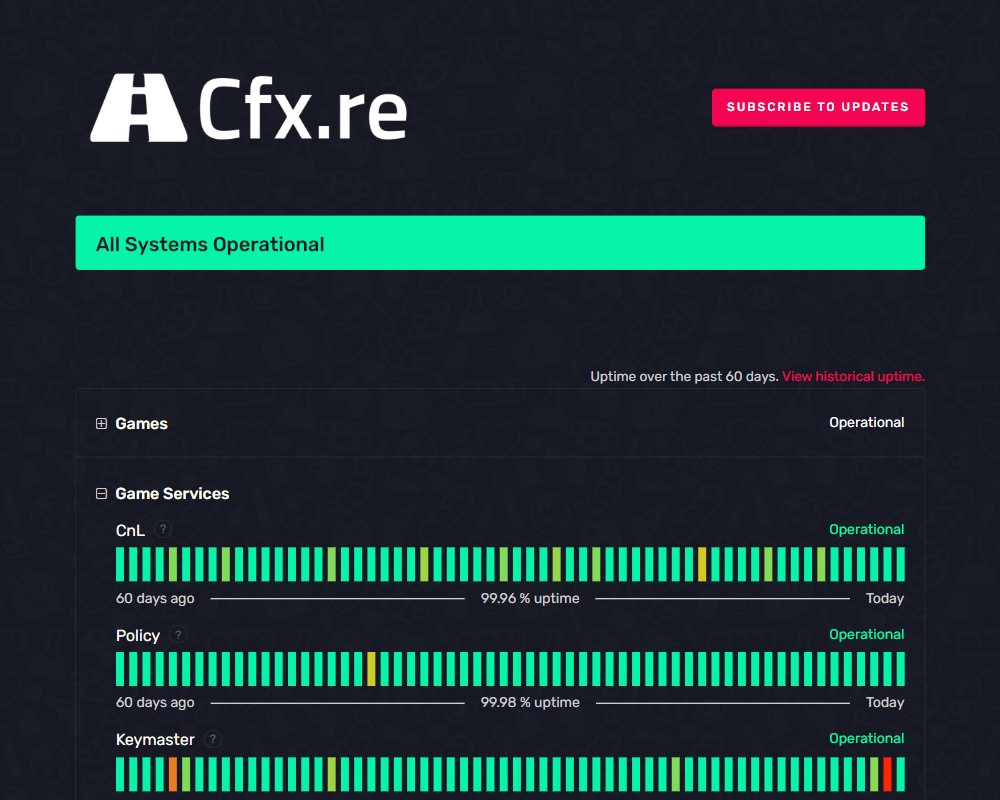 Cfx.re
SUBSCRIBE TO UPDATES
All Systems Operational
Uptime over the past 60 days. View historical uptime.
Games
Operational
Game Services
CnL ?
Operational
60 days ago
99.96 % uptime
Today
Policy ?
Operational
60 days ago
99.98 % uptime
Today
Keymaster ?
Operational